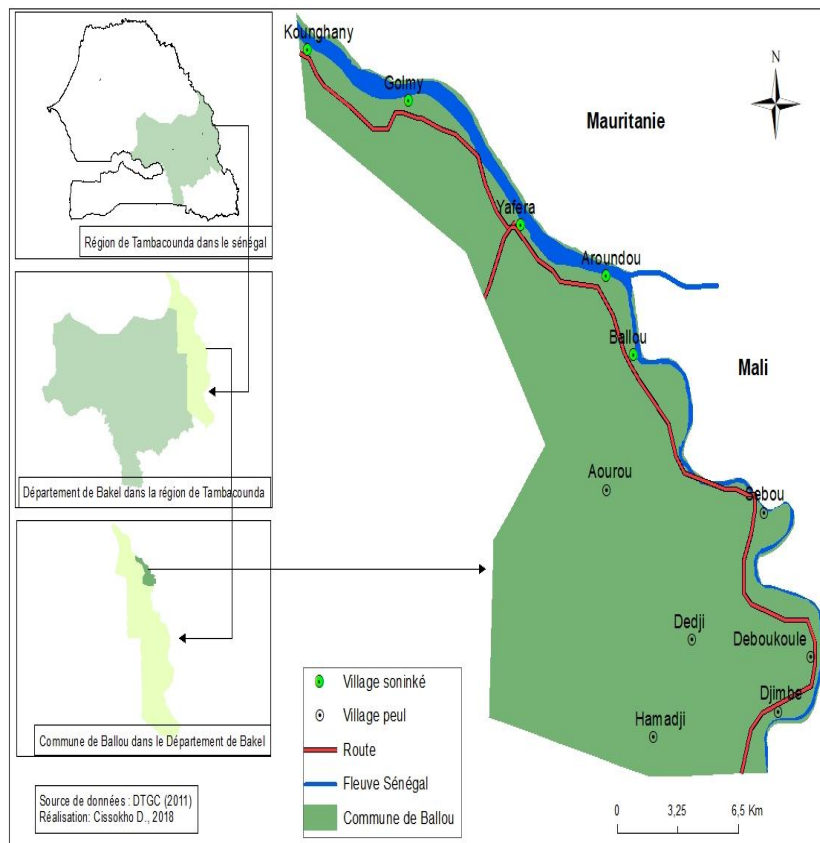 Région de Tambacounda dans le sénégal
Département de Bakel dans la région de Tambacounda
Commune de Ballou dans le Département de Bakel
Source de données : DTGC (2011)
Réalisation: Cissokho D., 2018
Kounghany
Golmy
Mauritanie
N
Yafera
Aroundou
Ballou
Mali
Aourou
Sebou
Dedji
Deboukoule
Djimbe
Hamadji
Village soninké
Village peul
Route
Fleuve Sénégal
Commune de Ballou
0 3,25 6,5 Km